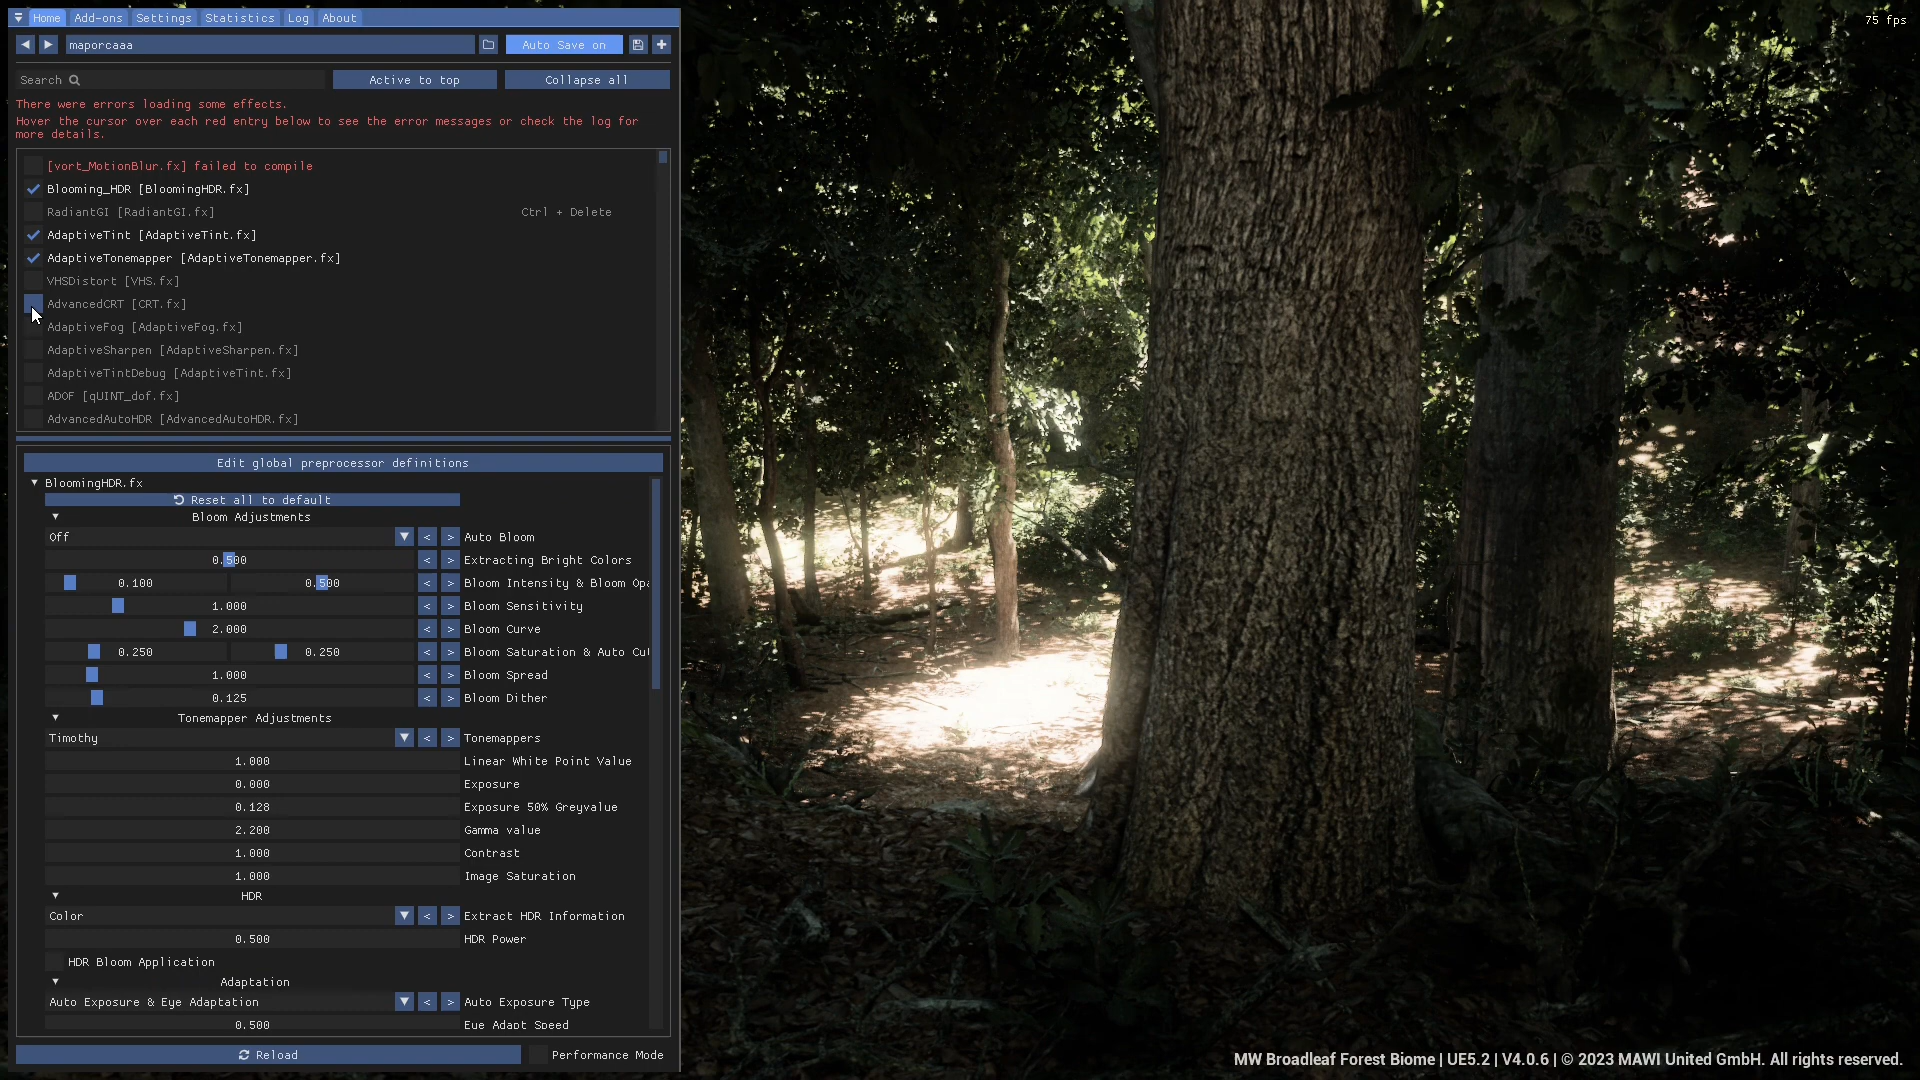 Home Add-ons Settings Statistics Log About
75 fps
maporcaaa Auto Save on
Search Active to top Collapse all
There were errors loading some effects.
Hover the cursor over each red entry below to see the error messages or check the log for
more details.
[vort_MotionBlur.fx] failed to compile
Blooming_HDR [BloomingHDR.fx]
RadiantGI [RadiantGI.fx] Ctrl + Delete
AdaptiveTint [AdaptiveTint.fx]
AdaptiveTonemapper [AdaptiveTonemapper.fx]
VHSDistort [VHS.fx]
AdvancedCRT [CRT.fx]
AdaptiveFog [AdaptiveFog.fx]
AdaptiveSharpen [AdaptiveSharpen.fx]
AdaptiveTintDebug [AdaptiveTint.fx]
ADOF [qUINT_dof.fx]
AdvancedAutoHDR [AdvancedAutoHDR.fx]
Edit global preprocessor definitions
BloomingHDR.fx
Reset all to default
Bloom Adjustments
Off < > Auto Bloom
0.500 < > Extracting Bright Colors
0.100 0.500 < > Bloom Intensity & Bloom Opa
1.000 < > Bloom Sensitivity
2.000 < > Bloom Curve
0.250 0.250 < > Bloom Saturation & Auto Cu
1.000 < > Bloom Spread
0.125 < > Bloom Dither
Tonemapper Adjustments
Timothy < > Tonemappers
1.000 Linear White Point Value
0.000 Exposure
0.128 Exposure 50% Greyvalue
2.200 Gamma value
1.000 Contrast
1.000 Image Saturation
HDR
Color < > Extract HDR Information
0.500 HDR Power
HDR Bloom Application
Adaptation
Auto Exposure & Eye Adaptation < > Auto Exposure Type
0.500 Eye Adapt Speed
Reload Performance Mode
MW Broadleaf Forest Biome | UE5.2 | V4.0.6 | © 2023 MAWI United GmbH. All rights reserved.